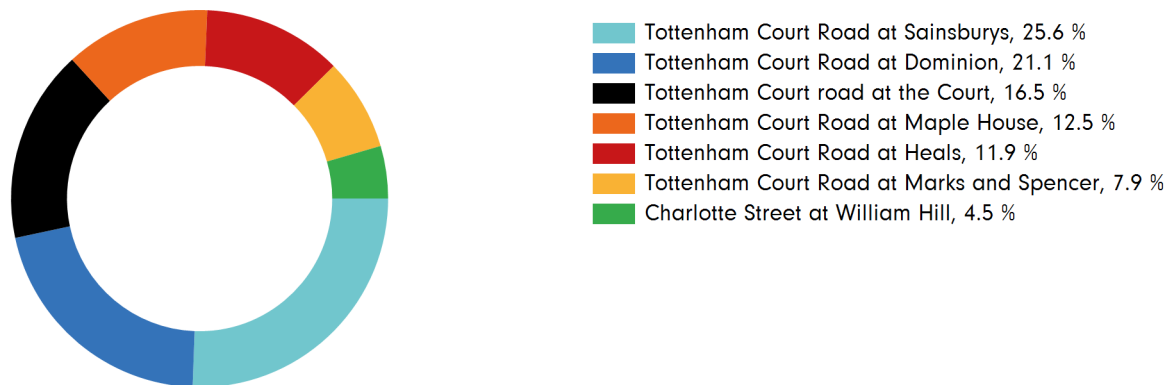 Tottenham Court Road at Sainsburys, 25.6 %
Tottenham Court Road at Dominion, 21.1 %
Tottenham Court road at the Court, 16.5 %
Tottenham Court Road at Maple House, 12.5 %
Tottenham Court Road at Heals, 11.9 %
Tottenham Court Road at Marks and Spencer, 7.9 %
Charlotte Street at William Hill, 4.5 %